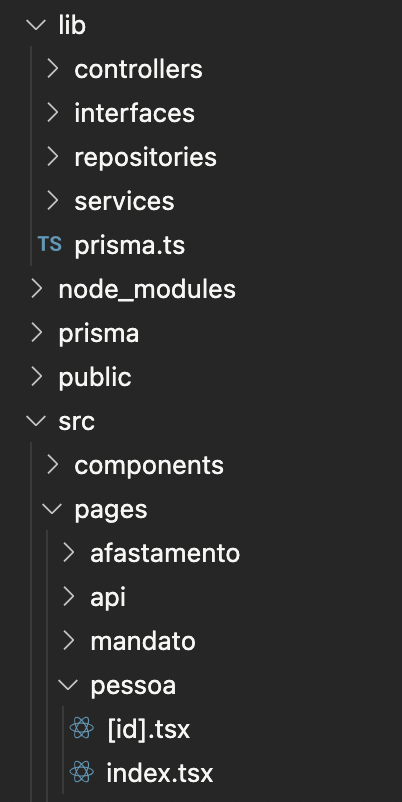 lib
controllers
interfaces
repositories
services
TS prisma.ts
node_modules
prisma
public
src
components
pages
afastamento
api
mandato
pessoa
[id].tsx
index.tsx